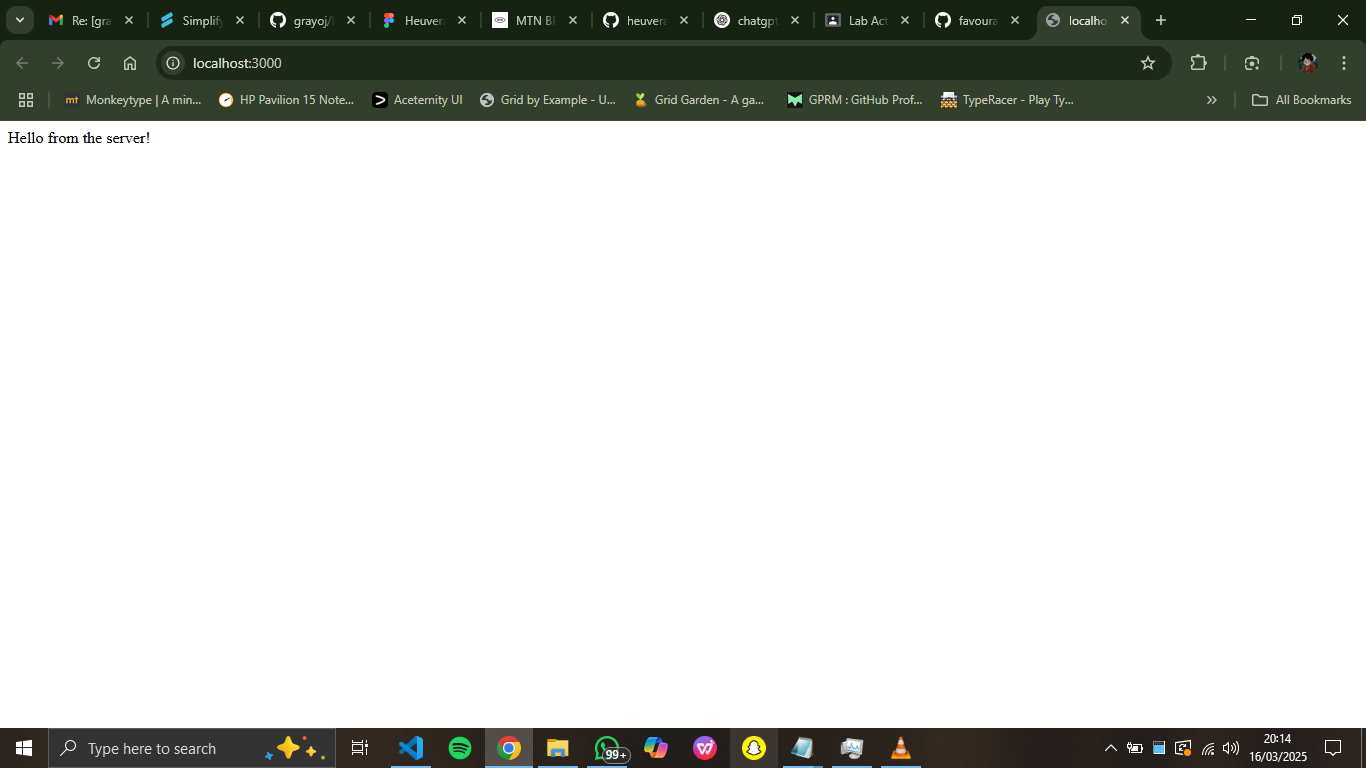 Re: [gra
Simplify
grayoj/
Heuver
MTN B
heuvera
chatgpt
Lab Act
favoura
localho
localhost:3000
mt Monkeytype | A min...
HP Pavilion 15 Note...
Aceternity UI
Grid by Example - U...
Grid Garden - A ga...
GPRM : GitHub Prof...
TypeRacer - Play Ty...
All Bookmarks
Hello from the server!
Type here to search
99+
20:14
16/03/2025